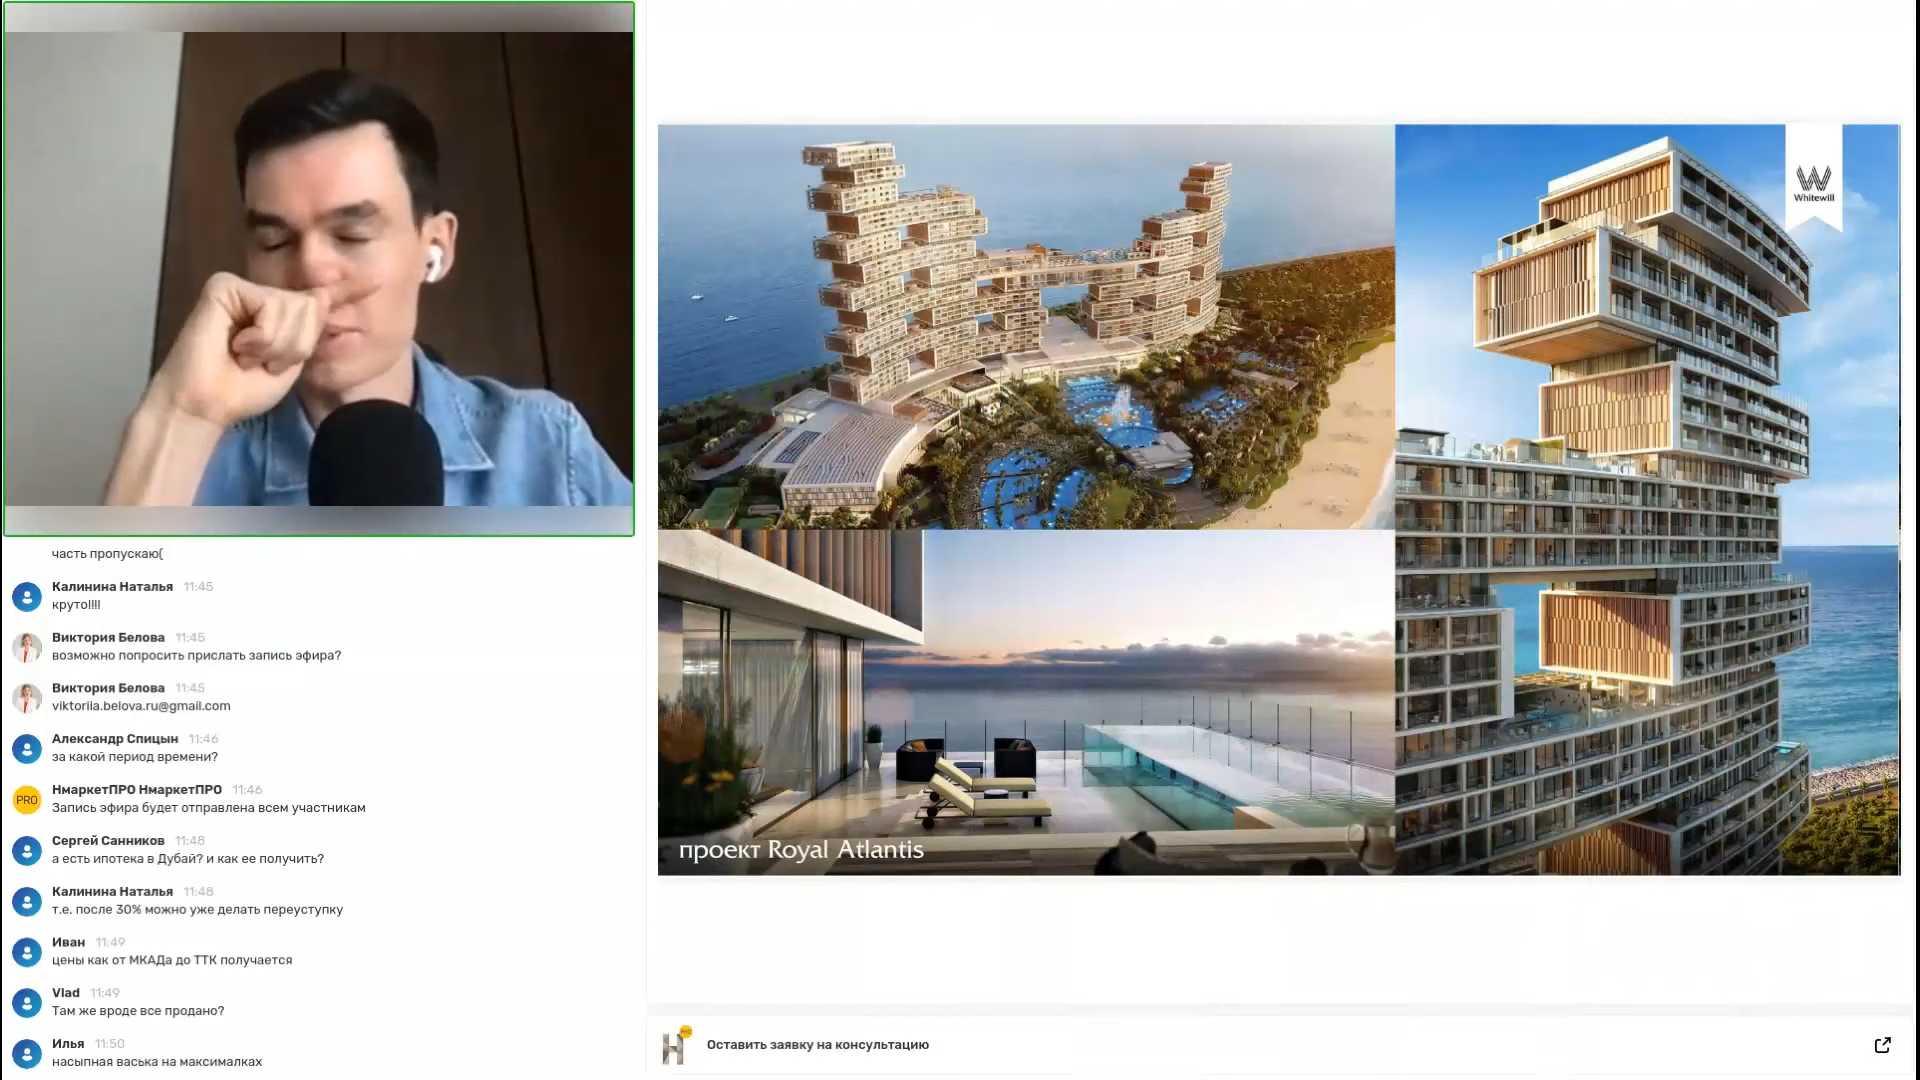 часть пропускаю(
Калинина Наталья 11:45
круто!!!!
Виктория Белова 11:45
возможно попросить прислать запись эфира?
Виктория Белова 11:45
viktoriia.belova.ru@gmail.com
Александр Спицын 11:46
за какой период времени?
PRO
НмаркетПРО НмаркетПРО 11:46
Запись эфира будет отправлена всем участникам
Сергей Санников 11:48
а есть ипотека в Дубай? и как ее получить?
Калинина Наталья 11:48
т.е. после 30% можно уже делать переуступку
Иван 11:49
цены как от МКАДа до ТТК получается
Vlad 11:49
Там же вроде все продано?
Илья 11:50
насыпная васька на максималках
W
Whitewill
проект Royal Atlantis
H
PRO
Оставить заявку на консультацию